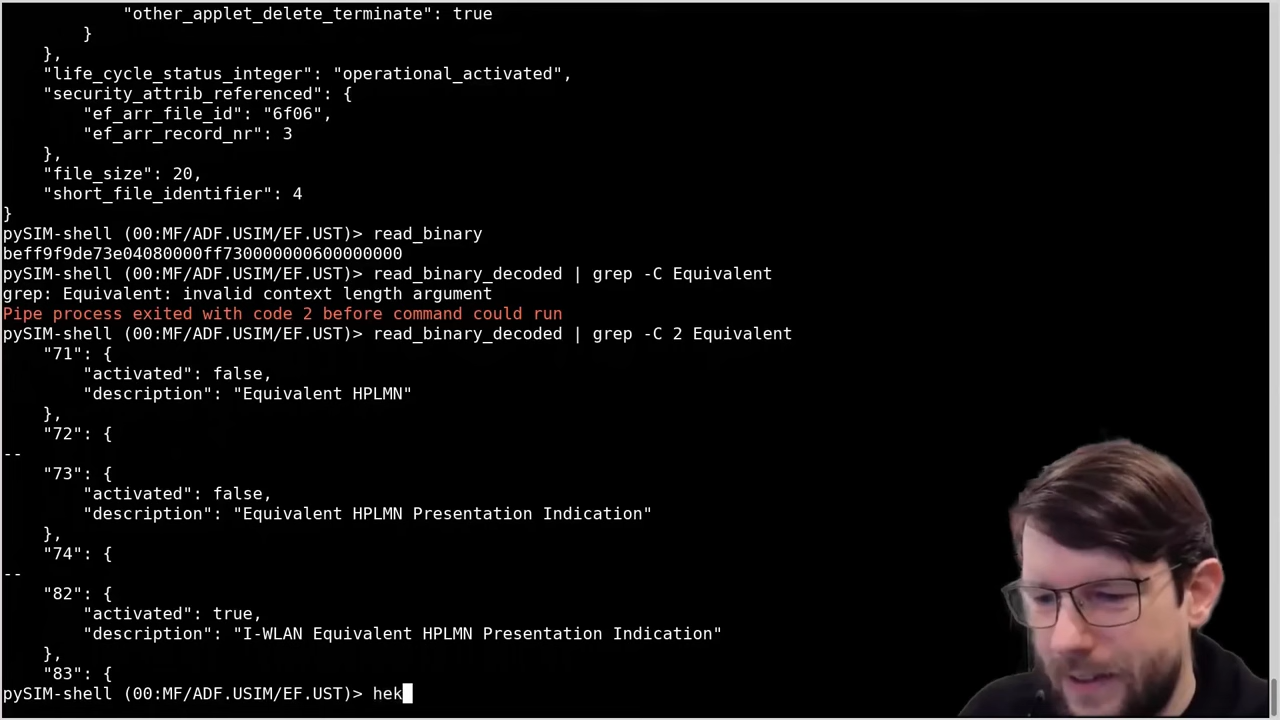 "other_applet_delete_terminate": true
}
},
"life_cycle_status_integer": "operational_activated",
"security_attrib_referenced": {
"ef_arr_file_id": "6f06",
"ef_arr_record_nr": 3
},
"file_size": 20,
"short_file_identifier": 4
}
pySIM-shell (00:MF/ADF.USIM/EF.UST)> read_binary
beff9f9de73e04080000ff730000000600000000
pySIM-shell (00:MF/ADF.USIM/EF.UST)> read_binary_decoded | grep -C Equivalent
grep: Equivalent: invalid context length argument
Pipe process exited with code 2 before command could run
pySIM-shell (00:MF/ADF.USIM/EF.UST)> read_binary_decoded | grep -C 2 Equivalent
"71": {
"activated": false,
"description": "Equivalent HPLMN"
},
"72": {
--
"73": {
"activated": false,
"description": "Equivalent HPLMN Presentation Indication"
},
"74": {
--
"82": {
"activated": true,
"description": "I-WLAN Equivalent HPLMN Presentation Indication"
},
"83": {
pySIM-shell (00:MF/ADF.USIM/EF.UST)> hek